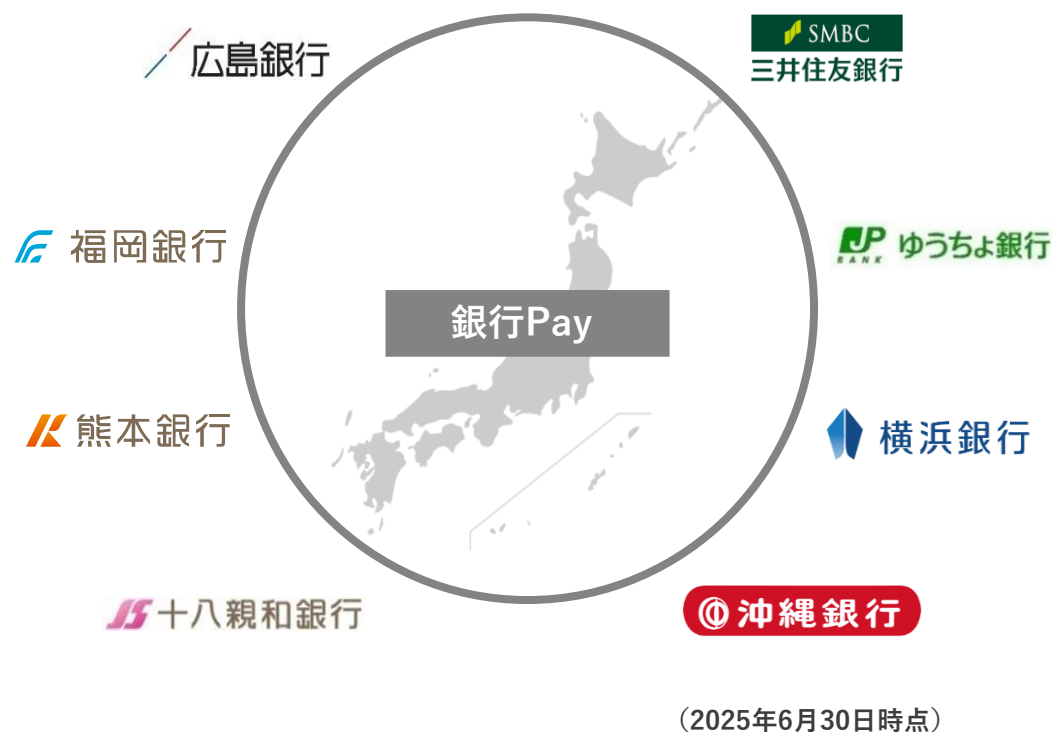 広島銀行
SMBC
三井住友銀行
福岡銀行
JP
BANK
ゆうちょ銀行
銀行Pay
熊本銀行
横浜銀行
十八親和銀行
沖縄銀行
（2025年6月30日時点）